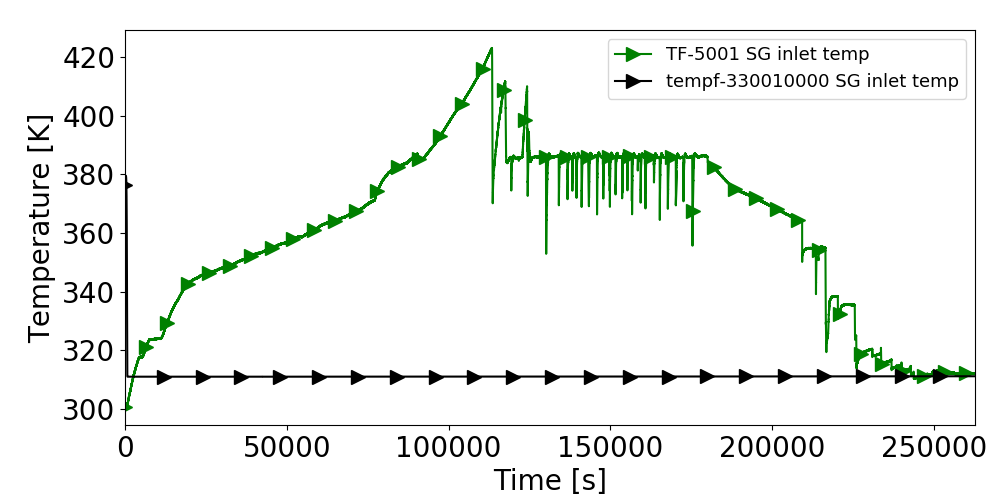 TF-5001 SG inlet temp
tempf-330010000 SG inlet temp
Temperature [K]
420
400
380
360
340
320
300
0 50000 100000 150000 200000 250000
Time [s]